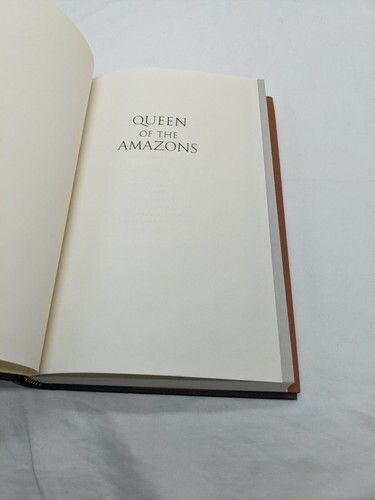 QUEEN
OF THE
AMAZONS